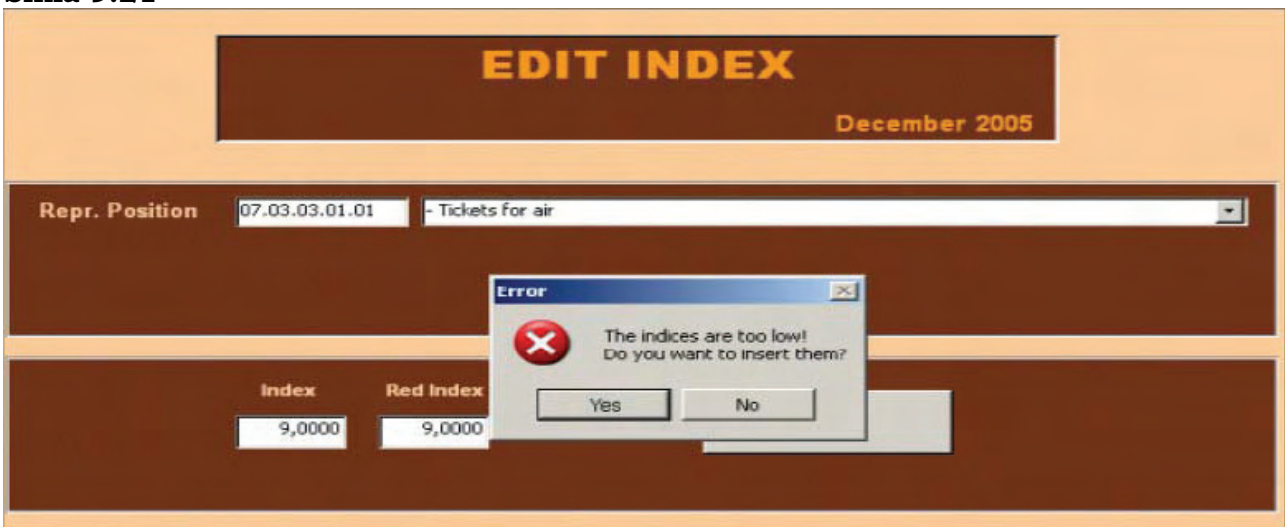 EDIT INDEX
December 2005
Repr. Position 07.03.03.01.01 - Tickets for air
Error
The indices are too low!
Do you want to insert them?
Index Red Index
Yes No
9,0000 9,0000